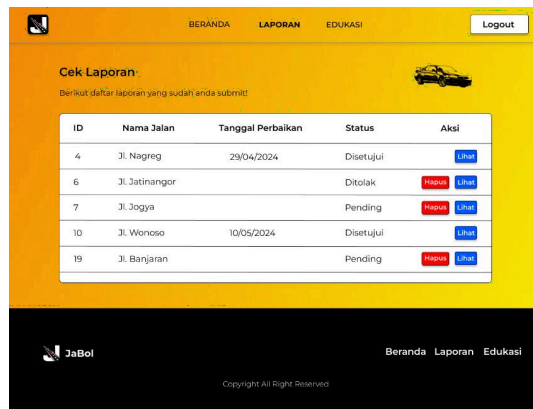 BERANDA LAPORAN EDUKASI Logout
Cek Laporan
Berikut daftar laporan yang sudah anda submit!
ID Nama Jalan Tanggal Perbaikan Status Aksi
4 Jl. Nagreg 29/04/2024 Disetujui Lihat
6 Jl. Jatinangor Ditolak Hapus Lihat
7 Jl. Jogya Pending Hapus Lihat
10 Jl. Wonoso 10/05/2024 Disetujui Lihat
19 Jl. Banjaran Pending Hapus Lihat
JaBol Beranda Laporan Edukasi
Copyright All Right Reserved